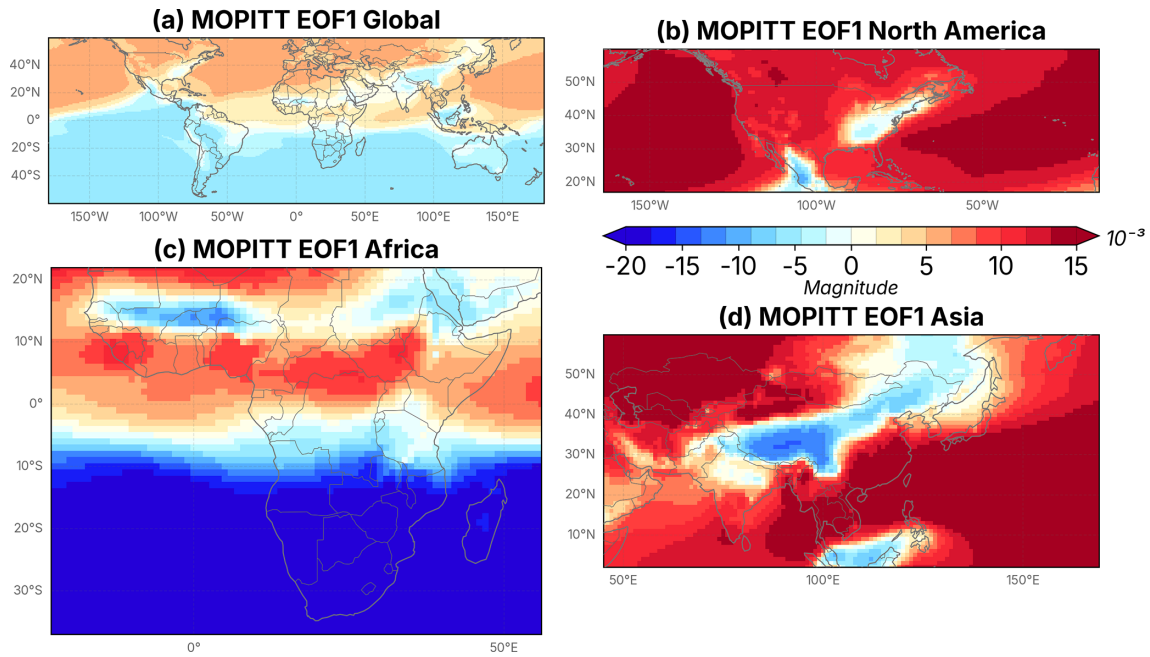 (a) MOPITT EOF1 Global
40°N
20°N
0°
20°S
40°S
150°W 100°W 50°W 0° 50°E 100°E 150°E
(b) MOPITT EOF1 North America
50°N
40°N
30°N
20°N
150°W 100°W 50°W
10⁻³
-20 -15 -10 -5 0 5 10 15
Magnitude
(c) MOPITT EOF1 Africa
20°N
10°N
0°
10°S
20°S
30°S
0° 50°E
(d) MOPITT EOF1 Asia
50°N
40°N
30°N
20°N
10°N
50°E 100°E 150°E